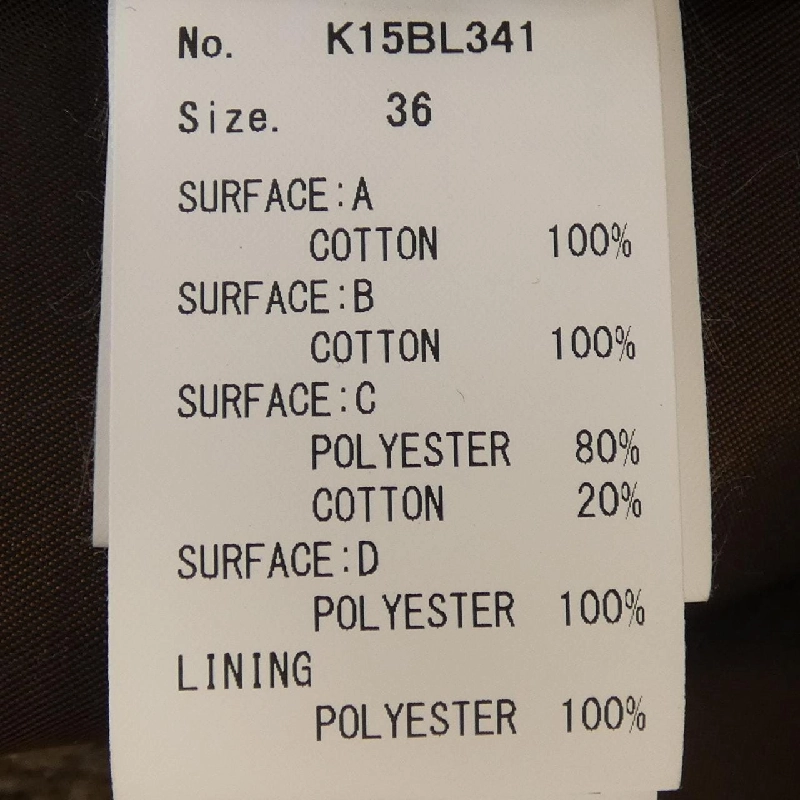 No. K15BL341
Size. 36
SURFACE:A
COTTON 100%
SURFACE:B
COTTON 100%
SURFACE:C
POLYESTER 80%
COTTON 20%
SURFACE:D
POLYESTER 100%
LINING
POLYESTER 100%